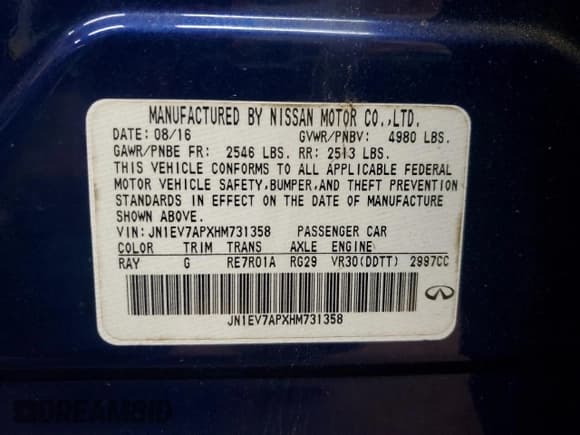 MANUFACTURED BY NISSAN MOTOR CO.,LTD.
DATE: 08/16 GVWR/PNBV: 4980 LBS.
GAWR/PNBE FR: 2546 LBS. RR: 2513 LBS.
THIS VEHICLE CONFORMS TO ALL APPLICABLE FEDERAL
MOTOR VEHICLE SAFETY,BUMPER,AND THEFT PREVENTION
STANDARDS IN EFFECT ON THE DATE OF MANUFACTURE
SHOWN ABOVE.
VIN: JN1EV7APXHM731358 PASSENGER CAR
COLOR TRIM TRANS AXLE ENGINE
RAY G RE7R01A RG29 VR30(DDTT) 2997CC
JN1EV7APXHM731358
DREAMBID